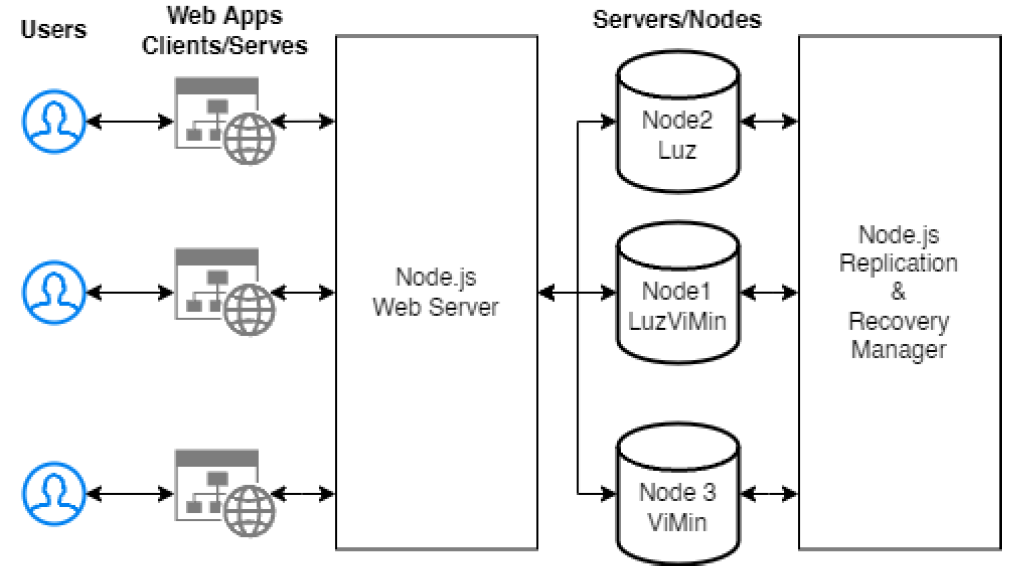 Users
Web Apps
Clients/Serves
Servers/Nodes
Node.js
Web Server
Node2
Luz
Node1
LuzViMin
Node 3
ViMin
Node.js
Replication
&
Recovery
Manager